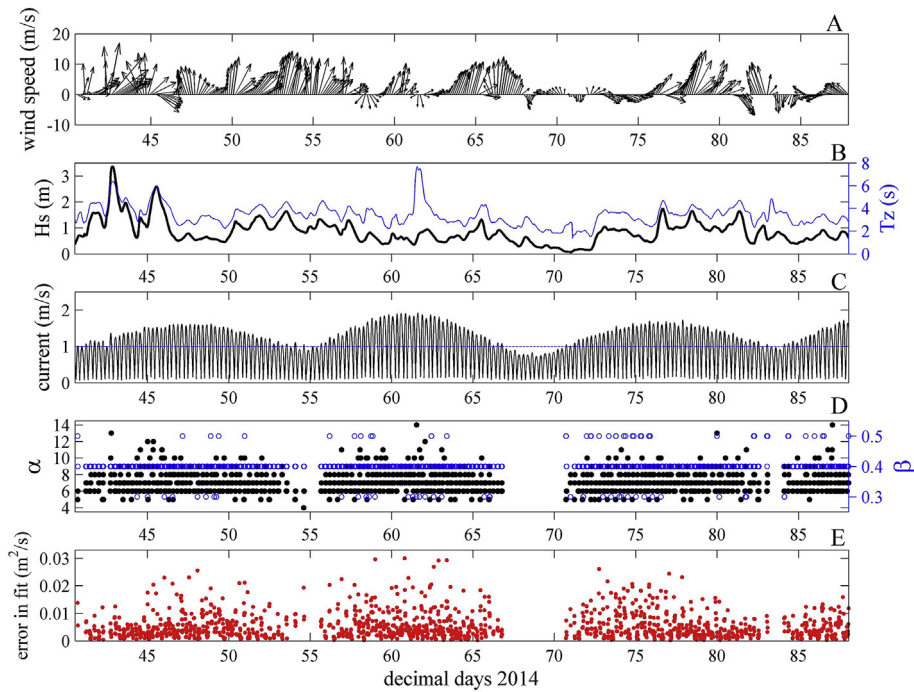 A
wind speed (m/s)
20
10
0
-10
45 50 55 60 65 70 75 80 85
B
Hs (m)
3
2
1
0
8
6
4
2
0
Tz (s)
45 50 55 60 65 70 75 80 85
C
current (m/s)
2
1
0
45 50 55 60 65 70 75 80 85
D
α
14
12
10
8
6
4
0.5
0.4
0.3
β
45 50 55 60 65 70 75 80 85
E
error in fit (m²/s)
0.03
0.02
0.01
0
45 50 55 60 65 70 75 80 85
decimal days 2014